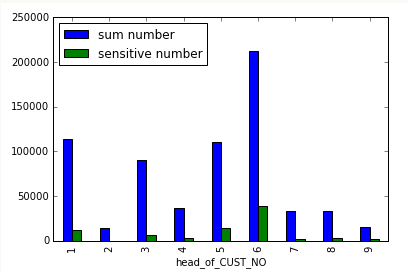 250000
200000
150000
100000
50000
0
sum number
sensitive number
1 2 3 4 5 6 7 8 9
head_of_CUST_NO